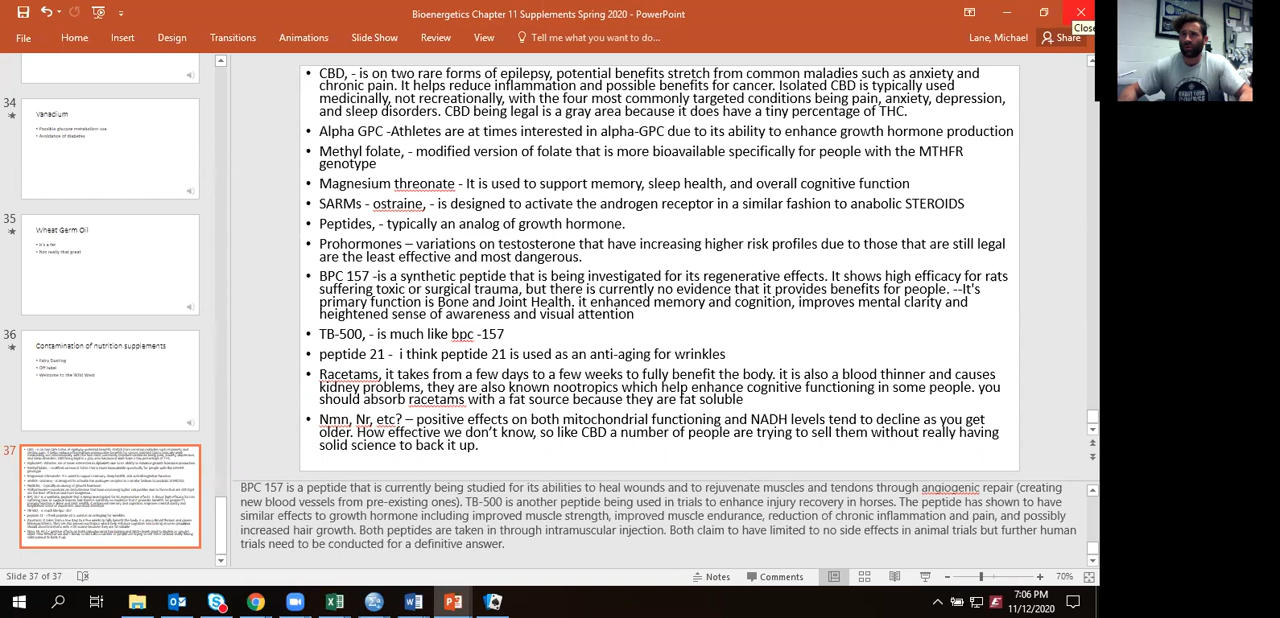 Bioenergetics Chapter 11 Supplements Spring 2020 - PowerPoint
Close
File Home Insert Design Transitions Animations Slide Show Review View Tell me what you want to do... Lane, Michael Share
34
Vanadium
• Possible glucose metabolism use
• Avoidance of diabetes
35
Wheat Germ Oil
• It's a fat
• Not really that great
36
Contamination of nutrition supplements
• Fairy Dusting
• Off label
• Welcome to the Wild West
37
• CBD, - is on two rare forms of epilepsy, potential benefits stretch from common maladies such as anxiety and
chronic pain. It helps reduce inflammation and possible benefits for cancer. Isolated CBD is typically used
medicinally, not recreationally, with the four most commonly targeted conditions being pain, anxiety, depression,
and sleep disorders. CBD being legal is a gray area because it does have a tiny percentage of THC.
• Alpha GPC -Athletes are at times interested in alpha-GPC due to its ability to enhance growth hormone production
• Methyl folate, - modified version of folate that is more bioavailable specifically for people with the MTHFR
genotype
• Magnesium threonate - It is used to support memory, sleep health, and overall cognitive function
• SARMs - ostraine, - is designed to activate the androgen receptor in a similar fashion to anabolic STEROIDS
• Peptides, - typically an analog of growth hormone.
• Prohormones – variations on testosterone that have increasing higher risk profiles due to those that are still legal
are the least effective and most dangerous.
• BPC 157 -is a synthetic peptide that is being investigated for its regenerative effects. It shows high efficacy for rats
suffering toxic or surgical trauma, but there is currently no evidence that it provides benefits for people. --It's
primary function is Bone and Joint Health. it enhanced memory and cognition, improves mental clarity and
heightened sense of awareness and visual attention
• TB-500, - is much like bpc -157
• peptide 21 - i think peptide 21 is used as an anti-aging for wrinkles
• Racetams, it takes from a few days to a few weeks to fully benefit the body. it is also a blood thinner and causes
kidney problems, they are also known nootropics which help enhance cognitive functioning in some people. you
should absorb racetams with a fat source because they are fat soluble
• Nmn, Nr, etc? – positive effects on both mitochondrial functioning and NADH levels tend to decline as you get
older. How effective we don't know, so like CBD a number of people are trying to sell them without really having
solid science to back it up
BPC 157 is a peptide that is currently being studied for its abilities to heal wounds and to rejuvenate muscles and tendons through angiogenic repair (creating
new blood vessels from pre-existing ones). TB-500 is another peptide being used in trials to enhance injury recovery in horses. The peptide has shown to have
similar effects to growth hormone including improved muscle strength, improved muscle endurance, reduction of chronic inflammation and pain, and possibly
increased hair growth. Both peptides are taken in through intramuscular injection. Both claim to have limited to no side effects in animal trials but further human
trials need to be conducted for a definitive answer.
Slide 37 of 37 Notes Comments 70%
7:06 PM
11/12/2020